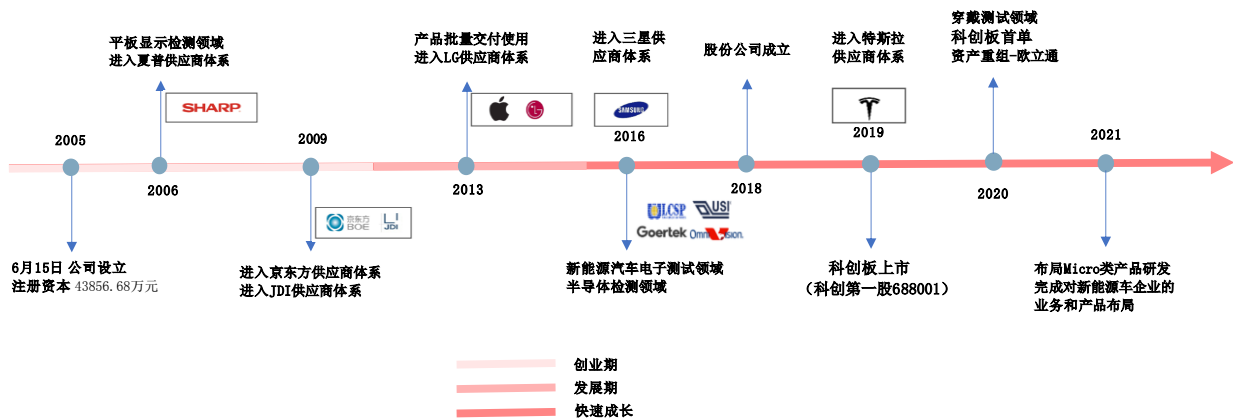 平板显示检测领域
进入夏普供应商体系
产品批量交付使用
进入LG供应商体系
进入三星供
应商体系
股份公司成立
进入特斯拉
供应商体系
穿戴测试领域
科创板首单
资产重组-欧立通
SHARP
LG
SAMSUNG
2005
2009
2016
2019
2021
2006
2013
2018
2020
京东方
BOE
JDI
LCSP
USI
Goertek
OmniVision.
6月15日 公司设立
注册资本 43856.68万元
进入京东方供应商体系
进入JDI供应商体系
新能源汽车电子测试领域
半导体检测领域
科创板上市
（科创第一股688001）
布局Micro类产品研发
完成对新能源车企业的
业务和产品布局
创业期
发展期
快速成长